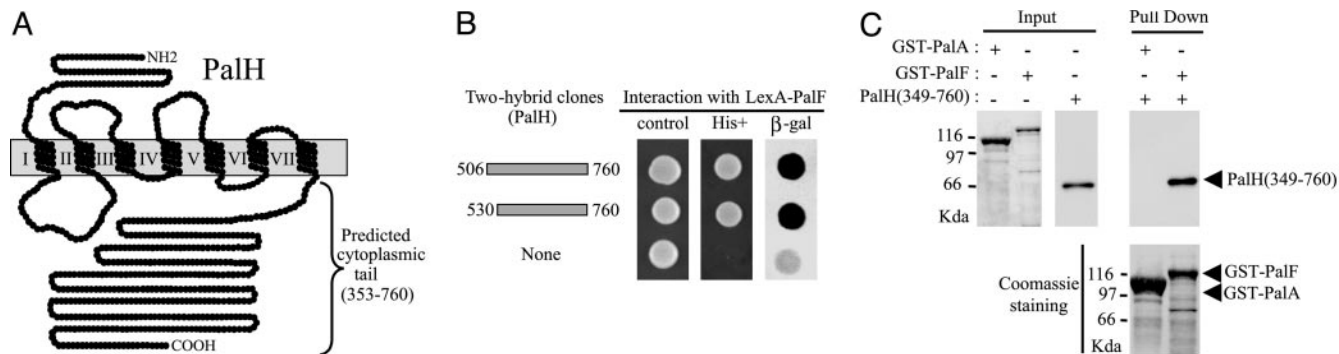 A
NH2
PalH
I II III IV V VI VII
Predicted
cytoplasmic
tail
(353-760)
COOH
B
Two-hybrid clones
(PalH)
Interaction with LexA-PalF
control His+ β-gal
506 760
530 760
None
C
Input Pull Down
GST-PalA : + - - + -
GST-PalF : - + - - +
PalH(349-760) : - - + + +
116
97
66
Kda
PalH(349-760)
Coomassie
staining
116
97
66
Kda
GST-PalF
GST-PalA